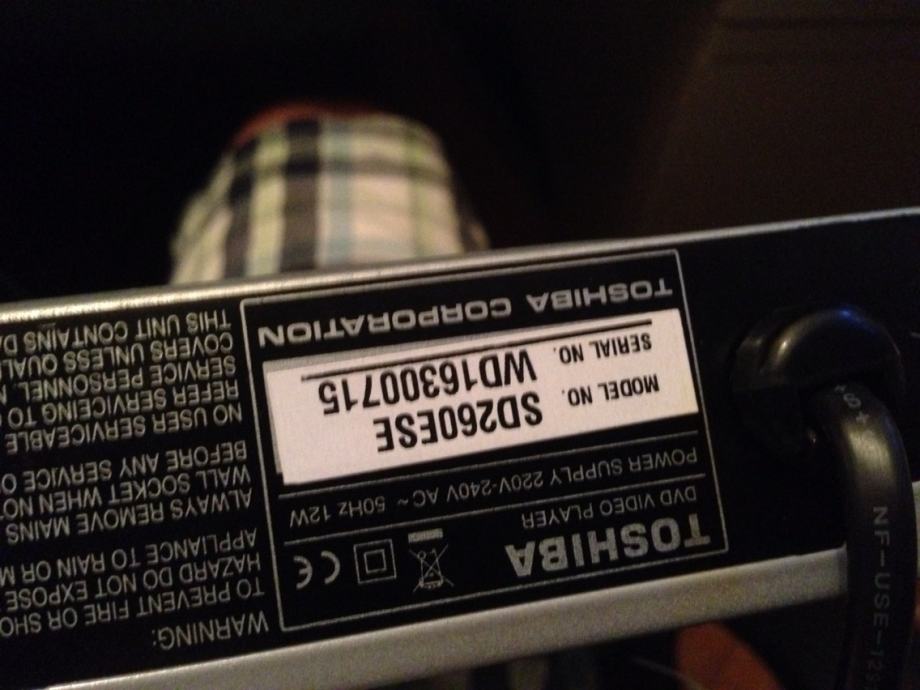 TOSHIBA
DVD VIDEO PLAYER
POWER SUPPLY 220V-240V AC ~ 50Hz 12W
MODEL NO. SD260ESE
SERIAL NO. WD16300715
TOSHIBA CORPORATION
WARNING:
TO PREVENT FIRE OR SHO
HAZARD DO NOT EXPOSE
APPLIANCE TO RAIN OR M
ALWAYS REMOVE MAINS
WALL SOCKET WHEN NO
BEFORE ANY SERVICE O
NO USER SERVICEABLE
REFER SERVICEING TO
SERVICE PERSONNEL.
COVERS UNLESS QUAL
THIS UNIT CONTAINS DA
NF-USE-129